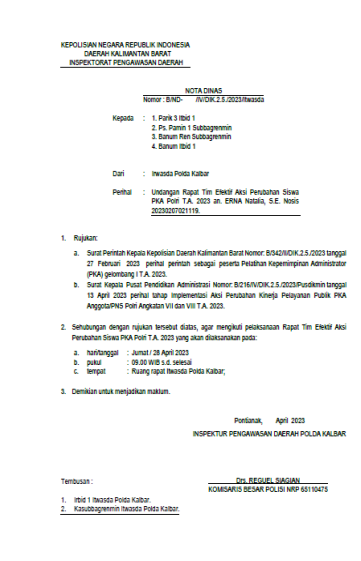 KEPOLISIAN NEGARA REPUBLIK INDONESIA
DAERAH KALIMANTAN BARAT
INSPEKTORAT PENGAWASAN DAERAH
NOTA DINAS
Nomor : B/ND- /IV/DIK.2.5./2023/Itwasda
Kepada : 1. Parik 3 Itbid 1
2. Ps. Pamin 1 Subbagrenmin
3. Banum Ren Subbagrenmin
4. Banum Itbid 1
Dari : Irwasda Polda Kalbar
Perihal : Undangan Rapat Tim Efektif Aksi Perubahan Siswa
PKA Polri T.A. 2023 an. ERNA Natalia, S.E. Nosis
20230207021119.
1. Rujukan:
a. Surat Perintah Kepala Kepolisian Daerah Kalimantan Barat Nomor: B/342/II/DIK.2.5./2023 tanggal
27 Februari 2023 perihal perintah sebagai peserta Pelatihan Kepemimpinan Administrator
(PKA) gelombang I T.A. 2023.
b. Surat Kepala Pusat Pendidikan Administrasi Nomor: B/216/IV/DIK.2.5./2023/Pusdikmin tanggal
13 April 2023 perihal tahap Implementasi Aksi Perubahan Kinerja Pelayanan Publik PKA
Anggota/PNS Polri Angkatan VII dan VIII T.A. 2023.
2. Sehubungan dengan rujukan tersebut diatas, agar mengikuti pelaksanaan Rapat Tim Efektif Aksi
Perubahan Siswa PKA Polri T.A. 2023 yang akan dilaksanakan pada:
a. hari/tanggal : Jumat / 28 April 2023
b. pukul : 09.00 WIB s.d. selesai
c. tempat : Ruang rapat Itwasda Polda Kalbar;
3. Demikian untuk menjadikan maklum.
Pontianak, April 2023
INSPEKTUR PENGAWASAN DAERAH POLDA KALBAR
Drs. REGUEL SIAGIAN
KOMISARIS BESAR POLISI NRP 65110475
Tembusan :
1. Irbid 1 Itwasda Polda Kalbar.
2. Kasubbagrenmin Itwasda Polda Kalbar.